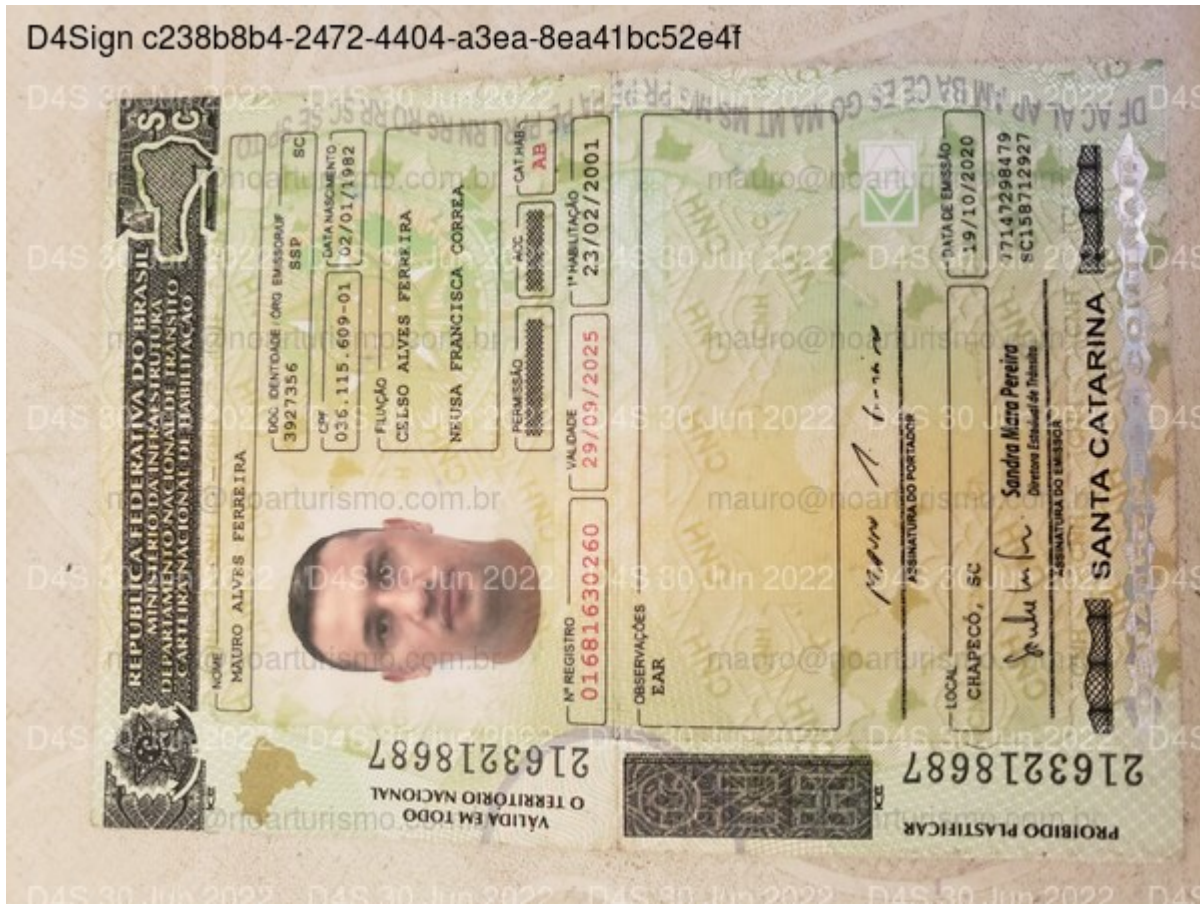 D4Sign c238b8b4-2472-4404-a3ea-8ea41bc52e4f
REPÚBLICA FEDERATIVA DO BRASIL
MINISTÉRIO DA INFRAESTRUTURA
DEPARTAMENTO NACIONAL DE TRÂNSITO
CARTEIRA NACIONAL DE HABILITAÇÃO
SC
NOME
MAURO ALVES FERREIRA
DOC IDENTIDADE / ÓRG EMISSOR/UF
3927356 SSP SC
CPF
036.115.609-01
DATA NASCIMENTO
02/01/1982
FILIAÇÃO
CELSO ALVES FERREIRA
NEUSA FRANCISCA CORREA
PERMISSÃO
ACC
CAT HAB
AB
Nº REGISTRO
01681630260
VALIDADE
29/09/2025
1ª HABILITAÇÃO
23/02/2001
VÁLIDA EM TODO
O TERRITÓRIO NACIONAL
2163218687
OBSERVAÇÕES
EAR
ASSINATURA DO PORTADOR
LOCAL
CHAPECÓ, SC
DATA DE EMISSÃO
19/10/2020
Sandra Mara Pereira
Diretora Estadual de Trânsito
ASSINATURA DO EMISSOR
77147298479
SC158712927
SANTA CATARINA
PROIBIDO PLASTIFICAR
2163218687
D4S 30 Jun 2022
mauro@noarturismo.com.br